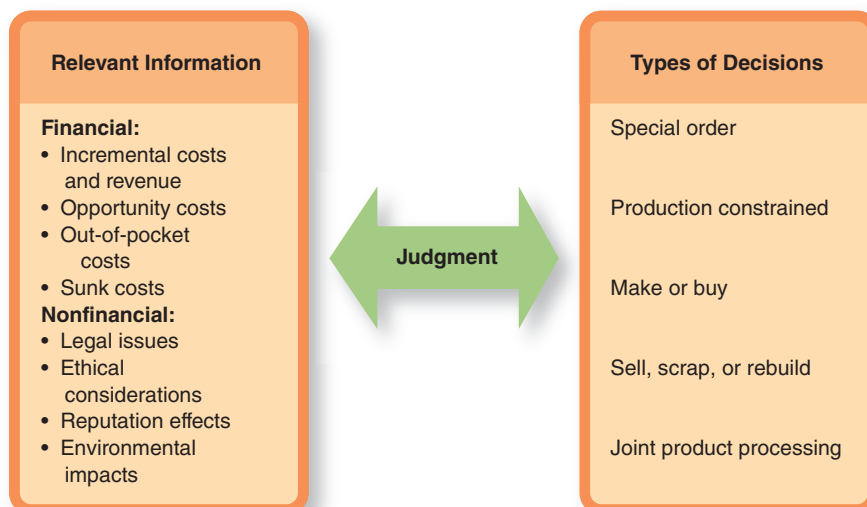 Relevant Information
Financial:
• Incremental costs
and revenue
• Opportunity costs
• Out-of-pocket
costs
• Sunk costs
Nonfinancial:
• Legal issues
• Ethical
considerations
• Reputation effects
• Environmental
impacts
Judgment
Types of Decisions
Special order
Production constrained
Make or buy
Sell, scrap, or rebuild
Joint product processing